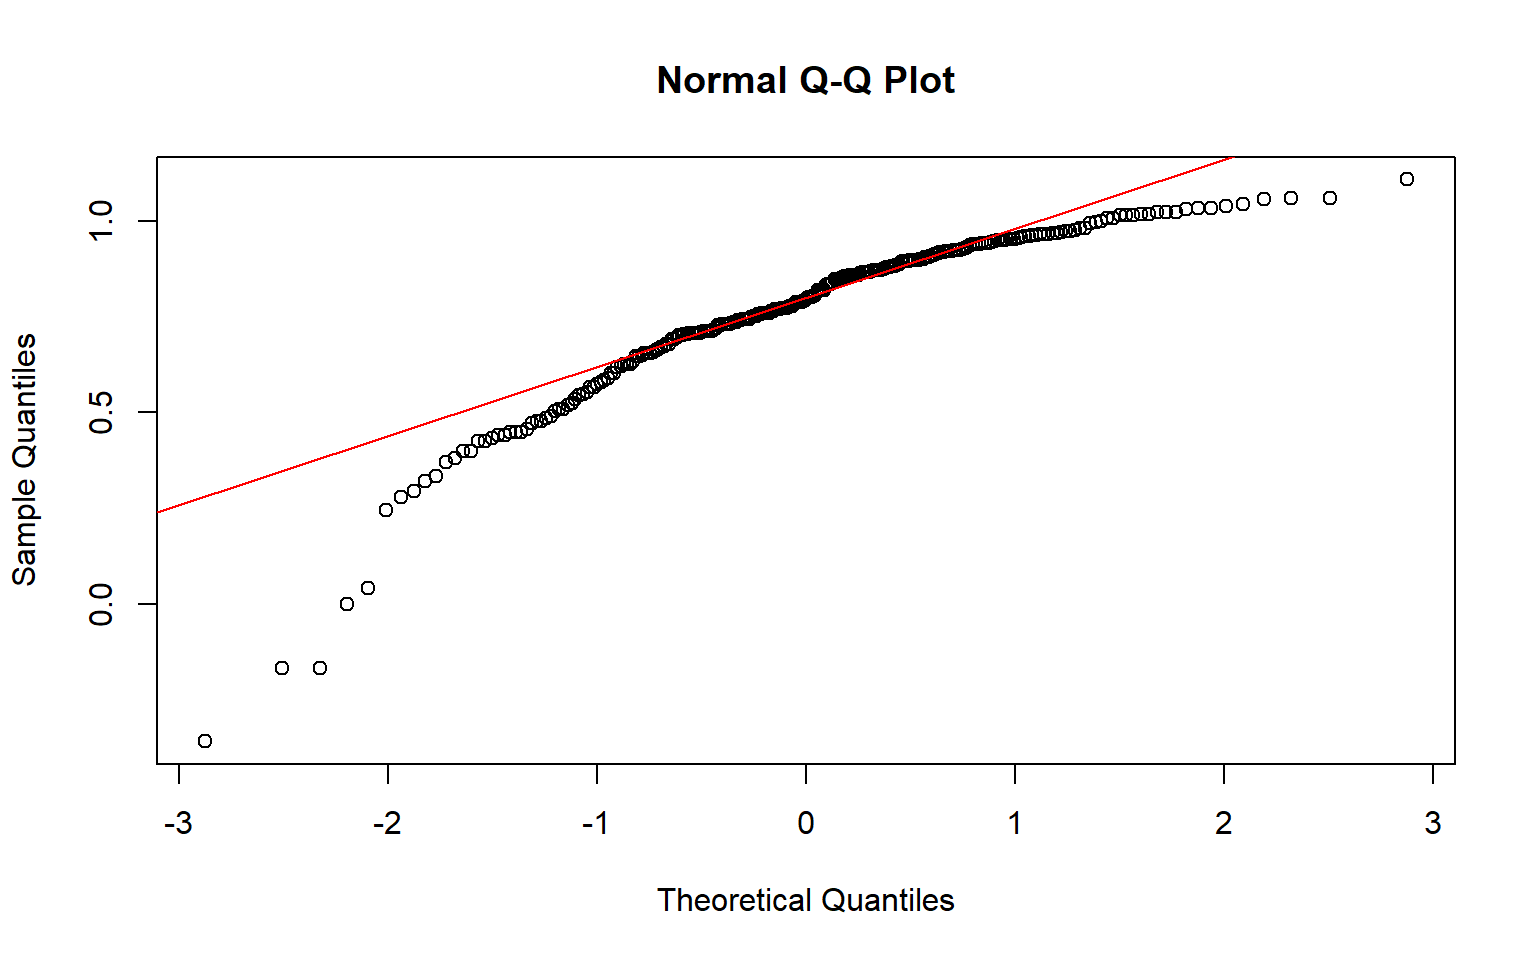 Normal Q-Q Plot
Sample Quantiles
1.0
0.5
0.0
-3 -2 -1 0 1 2 3
Theoretical Quantiles